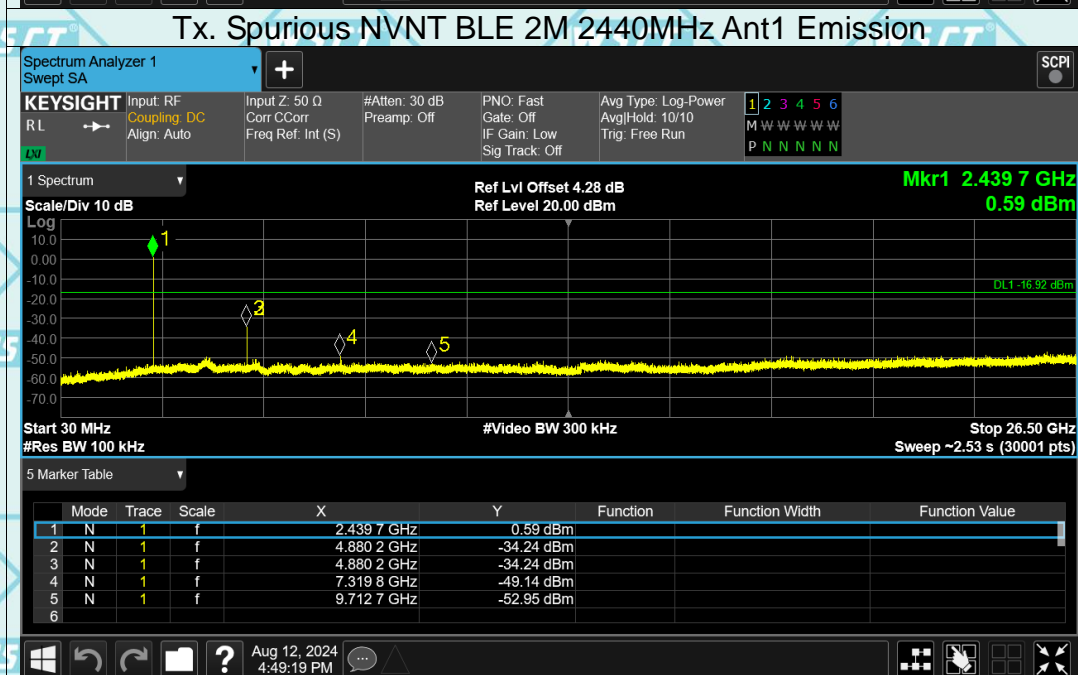 Tx. Spurious NVNT BLE 2M 2440MHz Ant1 Emission
Spectrum Analyzer 1
Swept SA
+
SCPI
KEYSIGHT Input: RF Input Z: 50 Ω #Atten: 30 dB PNO: Fast Avg Type: Log-Power 1 2 3 4 5 6
R L Coupling: DC Corr CCorr Preamp: Off Gate: Off Avg|Hold: 10/10 M W W W W W
Align: Auto Freq Ref: Int (S) IF Gain: Low Trig: Free Run P N N N N N
LXI Sig Track: Off
1 Spectrum Ref Lvl Offset 4.28 dB Mkr1 2.439 7 GHz
Scale/Div 10 dB Ref Level 20.00 dBm 0.59 dBm
Log
10.0 1
0.00
-10.0
DL1 -16.92 dBm
-20.0
-30.0 3
-40.0 4 5
-50.0
-60.0
-70.0
Start 30 MHz #Video BW 300 kHz Stop 26.50 GHz
#Res BW 100 kHz Sweep ~2.53 s (30001 pts)
5 Marker Table
Mode Trace Scale X Y Function Function Width Function Value
1 N 1 f 2.439 7 GHz 0.59 dBm
2 N 1 f 4.880 2 GHz -34.24 dBm
3 N 1 f 4.880 2 GHz -34.24 dBm
4 N 1 f 7.319 8 GHz -49.14 dBm
5 N 1 f 9.712 7 GHz -52.95 dBm
6
? Aug 12, 2024
4:49:19 PM